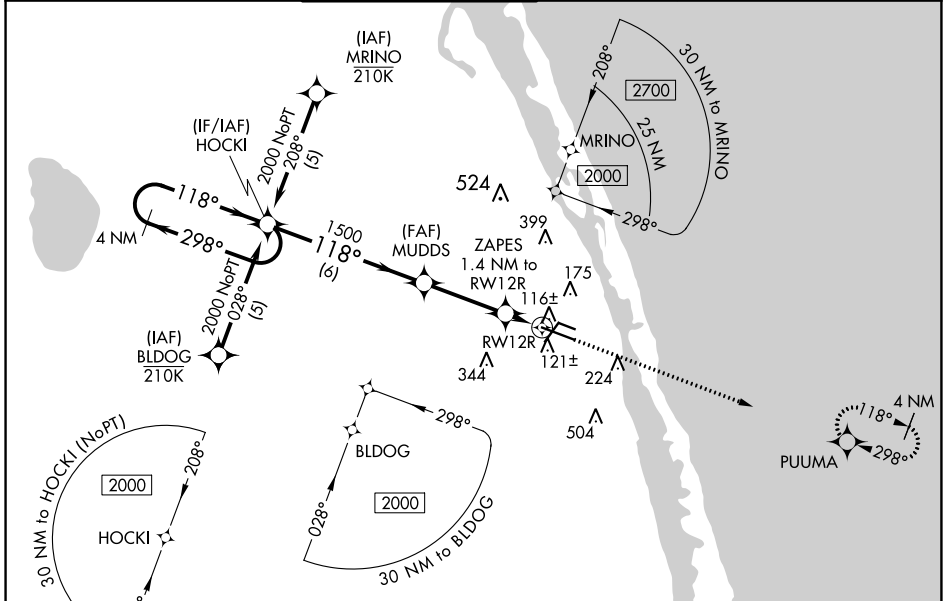 (IAF)
MRINO
210K
(IF/IAF)
HOCKI
2000 NoPT
208°
(5)
118°
298°
4 NM
1500
118°
(6)
(FAF)
MUDDS
2000 NoPT
028°
(5)
(IAF)
BLDOG
210K
ZAPES
1.4 NM to
RW12R
RW12R
524
399
175
116±
121±
344
224
504
208°
30 NM to MRINO
2700
25 NM
MRINO
2000
298°
4 NM
118°
298°
PUUMA
30 NM to HOCKI (NoPT)
2000
208°
HOCKI
298°
BLDOG
2000
028°
30 NM to BLDOG